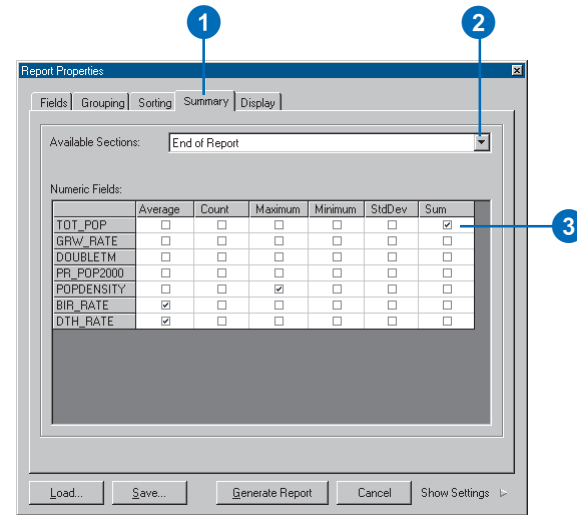 1 2
Report Properties
Fields Grouping Sorting Summary Display
Available Sections: End of Report
Numeric Fields:
Average Count Maximum Minimum StdDev Sum
TOT_POP
3
GRW_RATE
DOUBLETM
PR_POP2000
POPDENSITY
BIR_RATE
DTH_RATE
Load... Save... Generate Report Cancel Show Settings